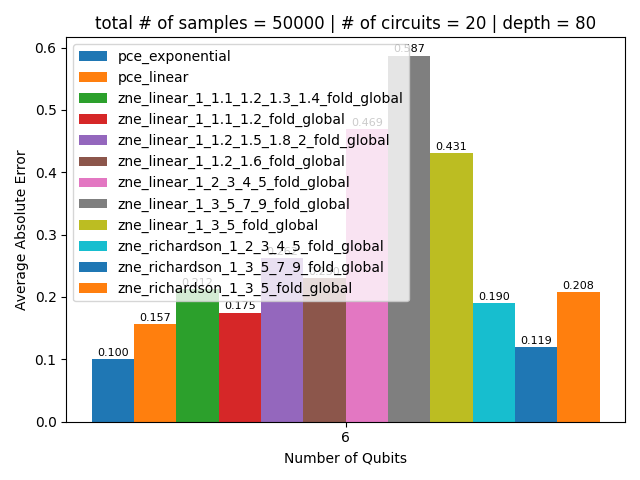 total # of samples = 50000 | # of circuits = 20 | depth = 80
Average Absolute Error
0.6
0.5
0.4
0.3
0.2
0.1
0.0
pce_exponential
pce_linear
zne_linear_1_1.1_1.2_1.3_1.4_fold_global
zne_linear_1_1.1_1.2_fold_global
zne_linear_1_1.2_1.5_1.8_2_fold_global
zne_linear_1_1.2_1.6_fold_global
zne_linear_1_2_3_4_5_fold_global
zne_linear_1_3_5_7_9_fold_global
zne_linear_1_3_5_fold_global
zne_richardson_1_2_3_4_5_fold_global
zne_richardson_1_3_5_7_9_fold_global
zne_richardson_1_3_5_fold_global
0.100
0.157
0.175
0.469
0.587
0.431
0.190
0.119
0.208
6
Number of Qubits